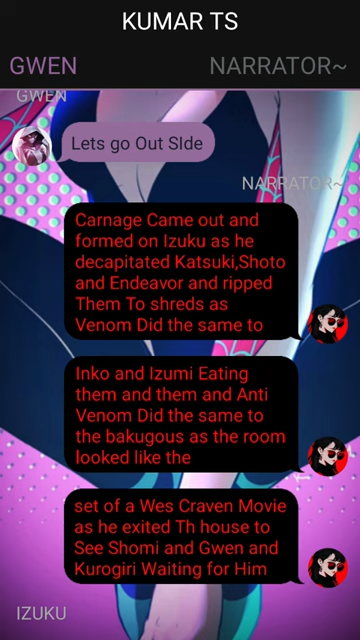 KUMAR TS
GWEN
NARRATOR~
GWEN
Lets go Out SIde
NARRATOR~
Carnage Came out and
formed on Izuku as he
decapitated Katsuki,Shoto
and Endeavor and ripped
Them To shreds as
Venom Did the same to
Inko and Izumi Eating
them and them and Anti
Venom Did the same to
the bakugous as the room
looked like the
set of a Wes Craven Movie
as he exited Th house to
See Shomi and Gwen and
Kurogiri Waiting for Him
IZUKU